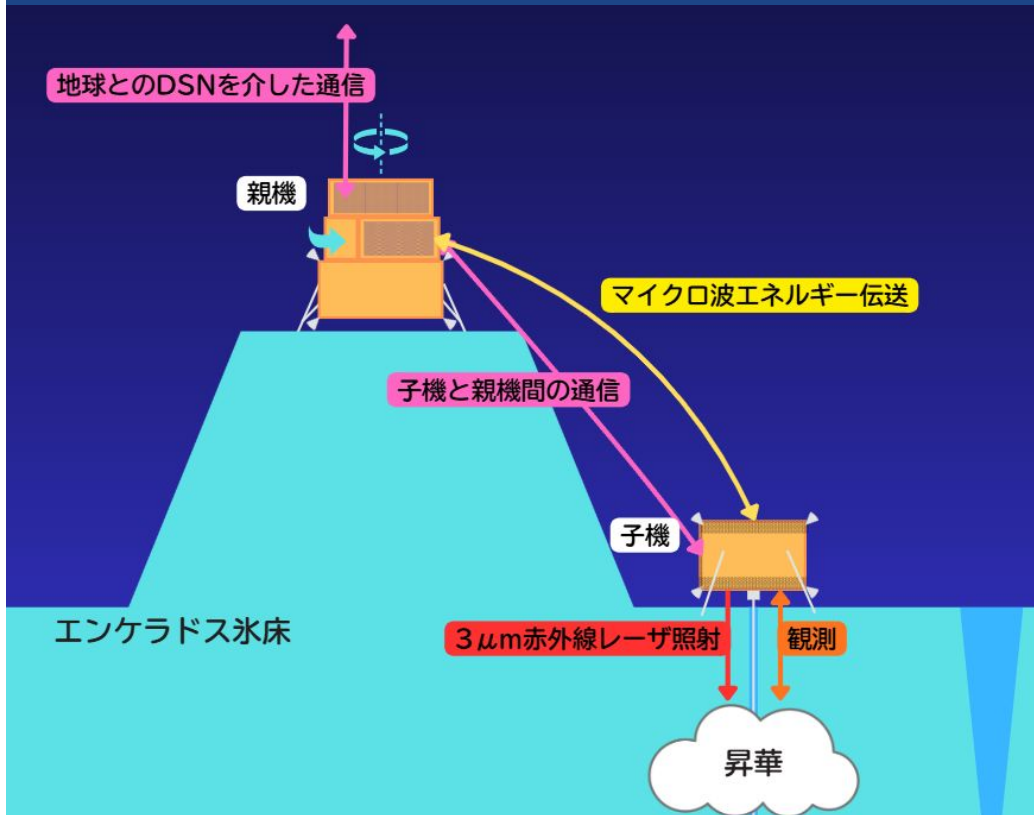 地球とのDSNを介した通信
親機
マイクロ波エネルギー伝送
子機と親機間の通信
子機
エンケラドス氷床
3μm赤外線レーザ照射
観測
昇華